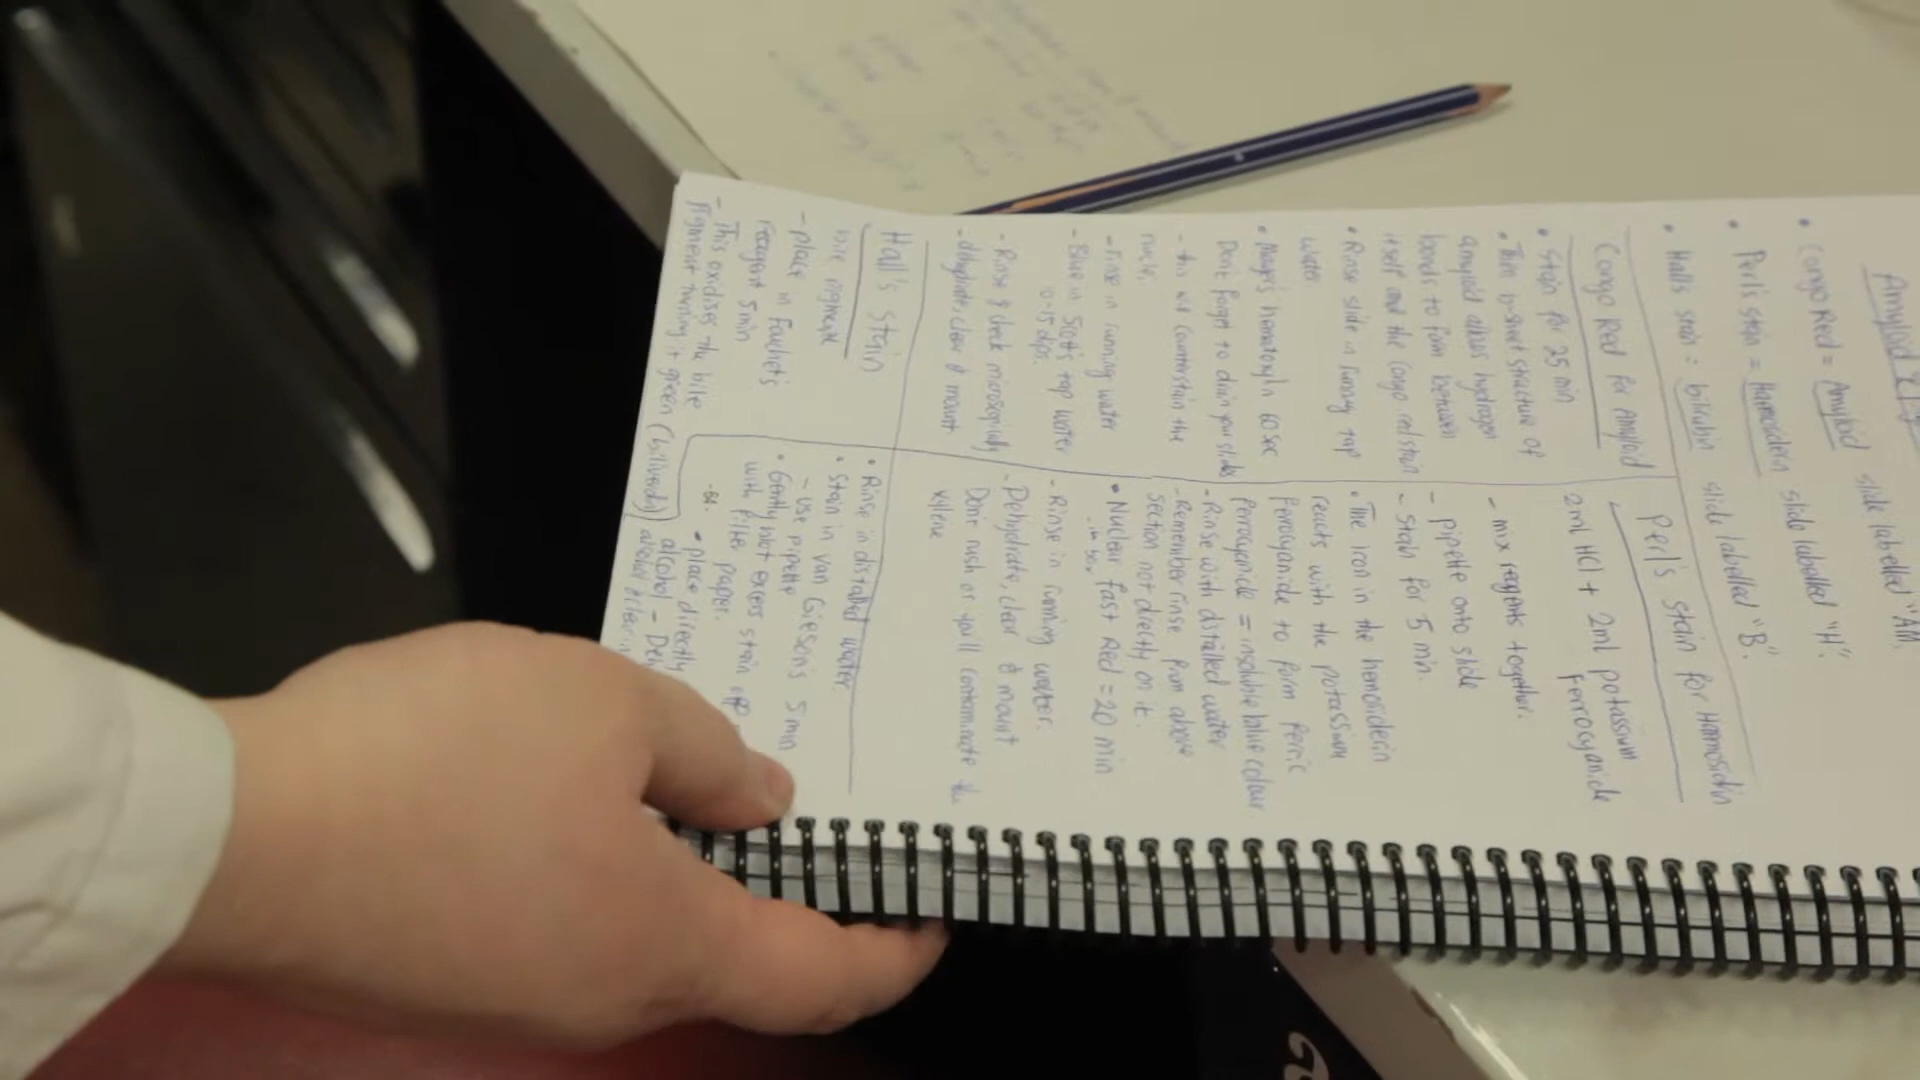 Amyloid
• Congo Red = Amyloid slide labelled "AM
• Perl's stain = Haemosiderin slide labelled "H".
• Hall's stain = bilirubin slide labelled "B".
Congo Red for Amyloid
• Stain for 25 min
• The structure of
amyloid allows hydrogen
bonds to form between
itself and the Congo red stain
• Rinse slide in running tap
water
• Mayer's hematoxylin 60 sec
Don't forget to drain your slides
- this will counterstain the
nuclei.
- rinse in running water
- Blue in Scott's tap water
10-15 dips.
- Rinse & check microscopically
- dehydrate, clear & mount
Perl's Stain for Haemosiderin
2ml HCl + 2ml potassium
ferrocyanide
- mix reagents together.
- pipette onto slide
- stain for 5 min.
• The iron in the hemosiderin
reacts with the potassium
ferrocyanide to form ferric
ferrocyanide = insoluble blue colour.
- Rinse with distilled water
- Remember rinse from above
section not directly on it.
• Nuclear fast Red = 20 min
- Rinse in running water.
- Dehydrate, clear & mount
Don't rush or you'll contaminate the
xylene
Hall's Stain
bile pigment
- place in Fouchet's
reagent 5 min
- This oxidises the bile
pigment turning it green (biliverdin)
• Rinse in distilled water.
• Stain in van Gieson's 5 min
- use pipette
• Gently blot excess stain off
with filter paper.
• place directly
alcohol -